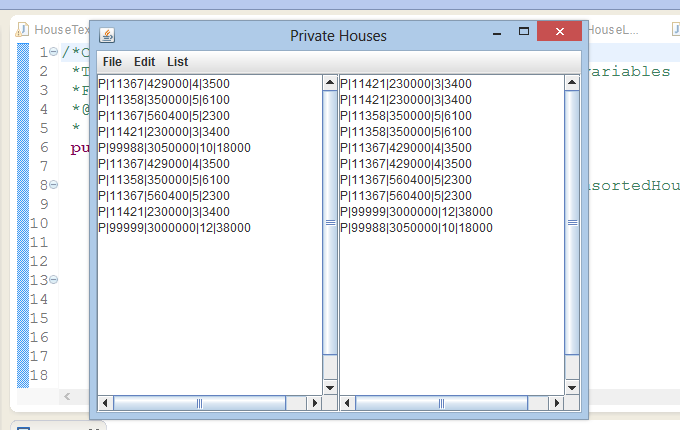 HouseTex
Private Houses
HouseL...
File Edit List
1 /*C
2 *T
ariables
3 *F
4 *@
5 *
6 pu
7
8
nsortedHou
9
10
11
12
13
14
15
16
17
18
P|11367|429000|4|3500
P|11358|350000|5|6100
P|11367|560400|5|2300
P|11421|230000|3|3400
P|99988|3050000|10|18000
P|11367|429000|4|3500
P|11358|350000|5|6100
P|11367|560400|5|2300
P|11421|230000|3|3400
P|99999|3000000|12|38000
P|11421|230000|3|3400
P|11421|230000|3|3400
P|11358|350000|5|6100
P|11358|350000|5|6100
P|11367|429000|4|3500
P|11367|429000|4|3500
P|11367|560400|5|2300
P|11367|560400|5|2300
P|99999|3000000|12|38000
P|99988|3050000|10|18000